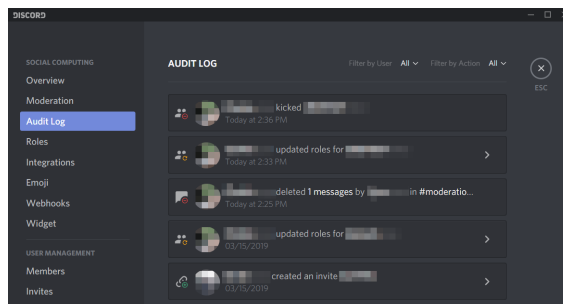 DISCORD
SOCIAL COMPUTING
Overview
Moderation
Audit Log
Roles
Integrations
Emoji
Webhooks
Widget
USER MANAGEMENT
Members
Invites
AUDIT LOG
Filter by User All
Filter by Action All
ESC
kicked
Today at 2:36 PM
updated roles for
Today at 2:33 PM
deleted 1 messages by in #moderatio...
Today at 2:25 PM
updated roles for
03/15/2019
created an invite
03/15/2019